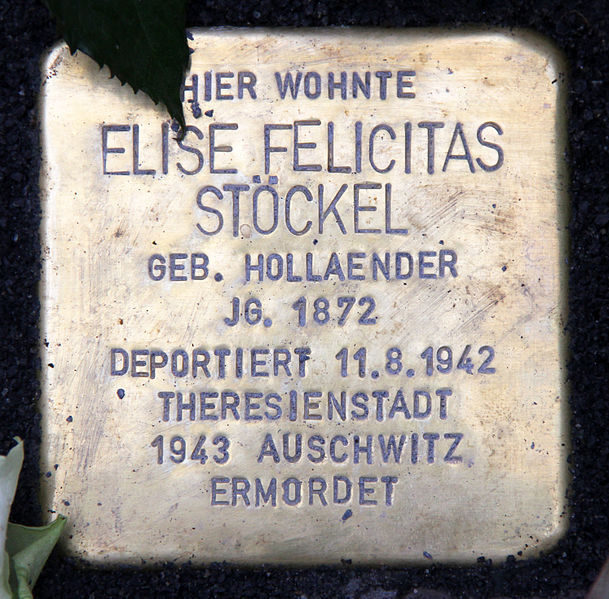 HIER WOHNTE
ELISE FELICITAS
STÖCKEL
GEB. HOLLAENDER
JG. 1872
DEPORTIERT 11.8.1942
THERESIENSTADT
1943 AUSCHWITZ
ERMORDET